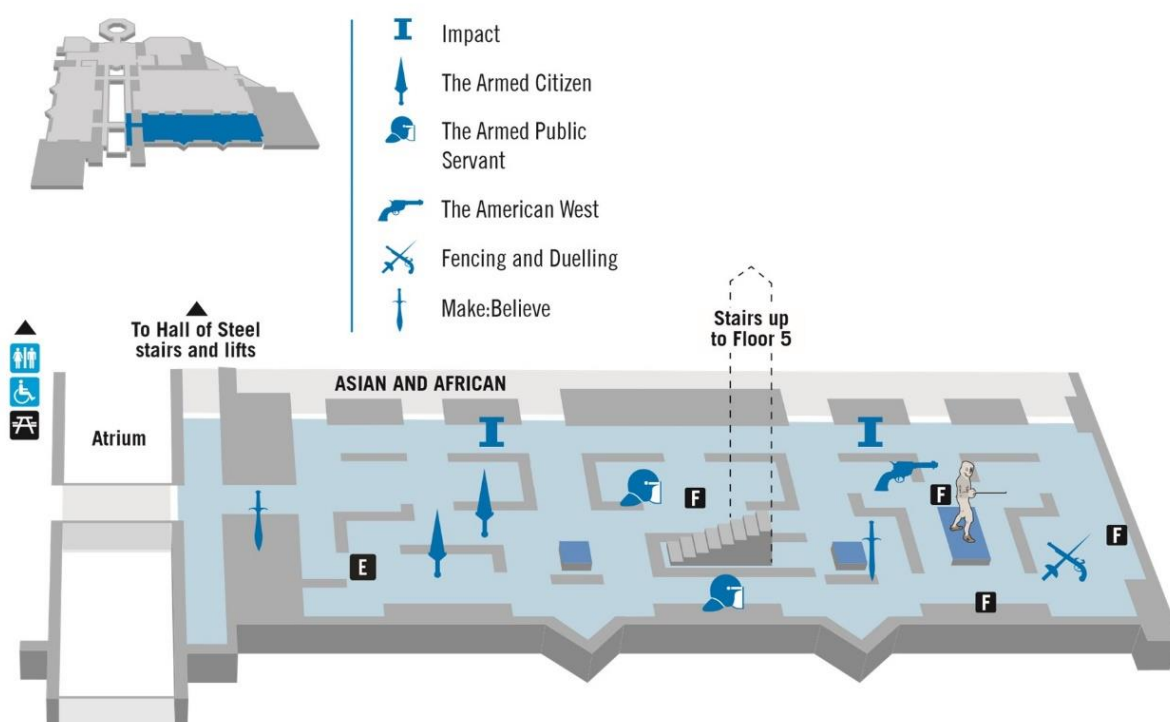 Impact
The Armed Citizen
The Armed Public
Servant
The American West
Fencing and Duelling
Make:Believe
To Hall of Steel
stairs and lifts
Stairs up
to Floor 5
ASIAN AND AFRICAN
Atrium
F
F
F
E
F